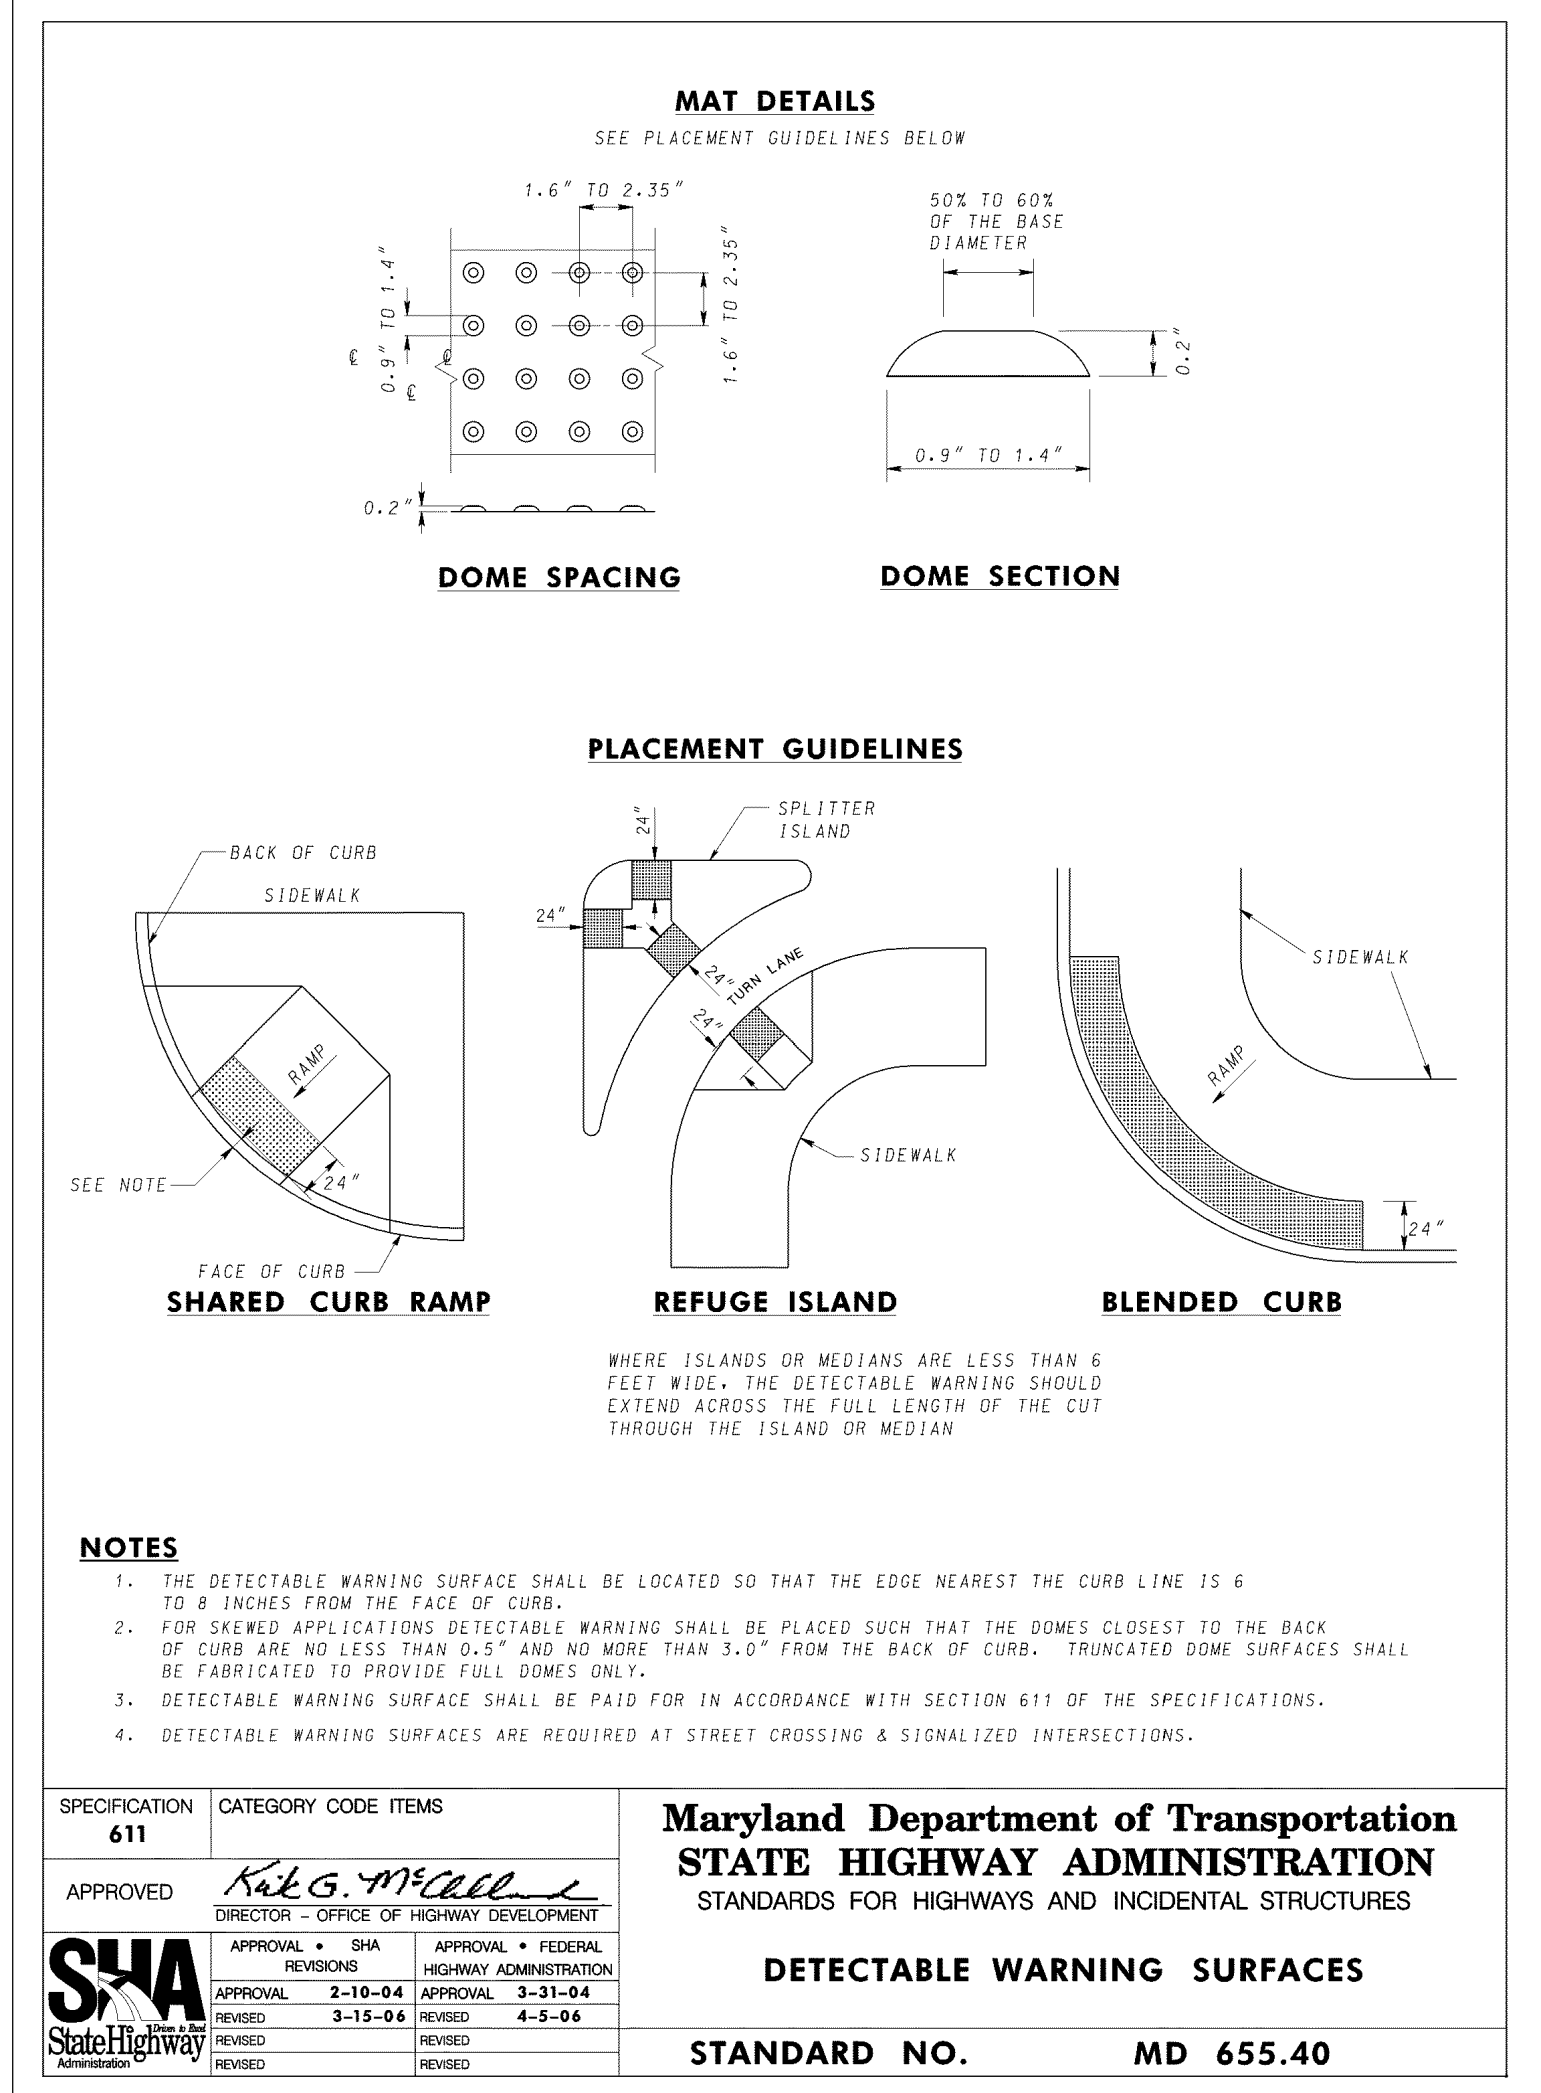 MAT DETAILS
SEE PLACEMENT GUIDELINES BELOW
1.6" TO 2.35"
0.9" TO 1.4"
1.6" TO 2.35"
℄
℄
℄
0.2"
DOME SPACING
50% TO 60%
OF THE BASE
DIAMETER
0.2"
0.9" TO 1.4"
DOME SECTION
PLACEMENT GUIDELINES
BACK OF CURB
SIDEWALK
RAMP
SEE NOTE
24"
FACE OF CURB
SHARED CURB RAMP
24"
SPLITTER
ISLAND
24"
24"
TURN LANE
24"
SIDEWALK
REFUGE ISLAND
SIDEWALK
RAMP
24"
BLENDED CURB
WHERE ISLANDS OR MEDIANS ARE LESS THAN 6
FEET WIDE, THE DETECTABLE WARNING SHOULD
EXTEND ACROSS THE FULL LENGTH OF THE CUT
THROUGH THE ISLAND OR MEDIAN
NOTES
1. THE DETECTABLE WARNING SURFACE SHALL BE LOCATED SO THAT THE EDGE NEAREST THE CURB LINE IS 6
TO 8 INCHES FROM THE FACE OF CURB.
2. FOR SKEWED APPLICATIONS DETECTABLE WARNING SHALL BE PLACED SUCH THAT THE DOMES CLOSEST TO THE BACK
OF CURB ARE NO LESS THAN 0.5" AND NO MORE THAN 3.0" FROM THE BACK OF CURB. TRUNCATED DOME SURFACES SHALL
BE FABRICATED TO PROVIDE FULL DOMES ONLY.
3. DETECTABLE WARNING SURFACE SHALL BE PAID FOR IN ACCORDANCE WITH SECTION 611 OF THE SPECIFICATIONS.
4. DETECTABLE WARNING SURFACES ARE REQUIRED AT STREET CROSSING & SIGNALIZED INTERSECTIONS.
SPECIFICATION
611
CATEGORY CODE ITEMS
APPROVED
Kirk G. McClelland
DIRECTOR - OFFICE OF HIGHWAY DEVELOPMENT
SHA
Driven to Excel
StateHighway
Administration
APPROVAL • SHA
REVISIONS
APPROVAL 2-10-04
REVISED 3-15-06
REVISED
REVISED
APPROVAL • FEDERAL
HIGHWAY ADMINISTRATION
APPROVAL 3-31-04
REVISED 4-5-06
REVISED
REVISED
Maryland Department of Transportation
STATE HIGHWAY ADMINISTRATION
STANDARDS FOR HIGHWAYS AND INCIDENTAL STRUCTURES
DETECTABLE WARNING SURFACES
STANDARD NO. MD 655.40